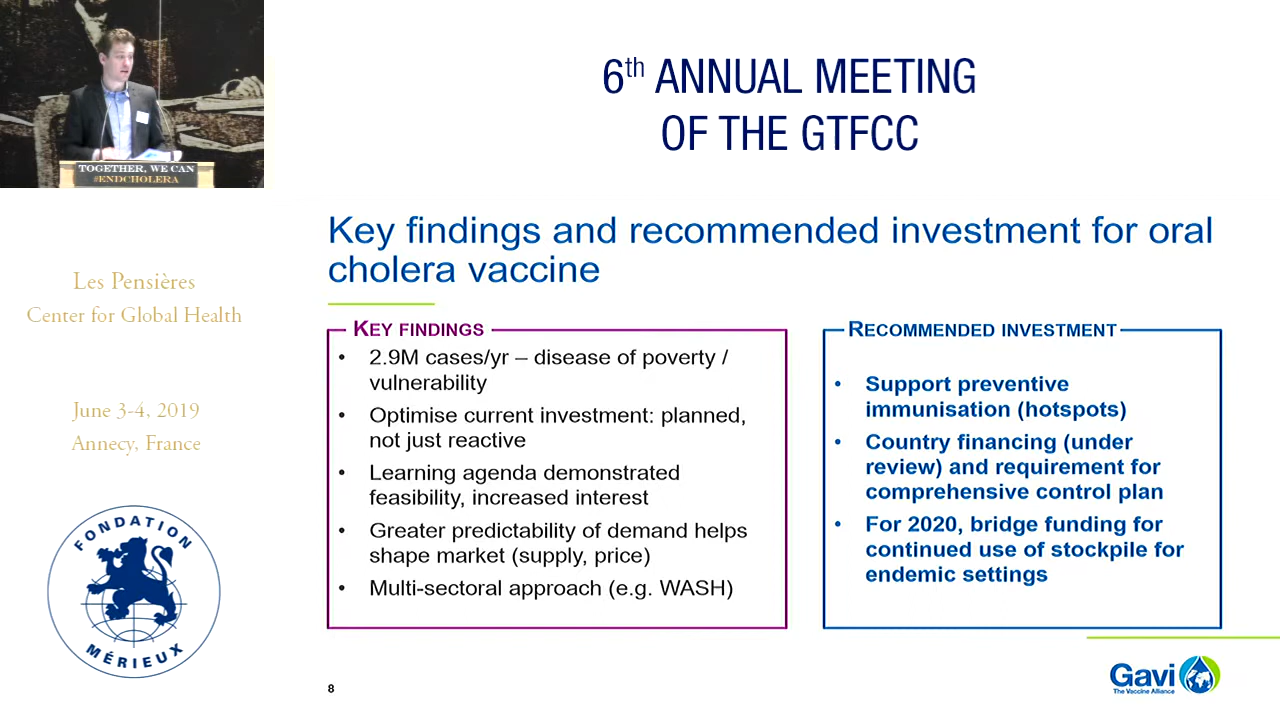 TOGETHER, WE CAN
#ENDCHOLERA
6th ANNUAL MEETING
OF THE GTFCC
Les Pensières
Center for Global Health
June 3-4, 2019
Annecy, France
FONDATION
MÉRIEUX
Key findings and recommended investment for oral
cholera vaccine
KEY FINDINGS
• 2.9M cases/yr – disease of poverty /
vulnerability
• Optimise current investment: planned,
not just reactive
• Learning agenda demonstrated
feasibility, increased interest
• Greater predictability of demand helps
shape market (supply, price)
• Multi-sectoral approach (e.g. WASH)
RECOMMENDED INVESTMENT
• Support preventive
immunisation (hotspots)
• Country financing (under
review) and requirement for
comprehensive control plan
• For 2020, bridge funding for
continued use of stockpile for
endemic settings
8
Gavi
The Vaccine Alliance